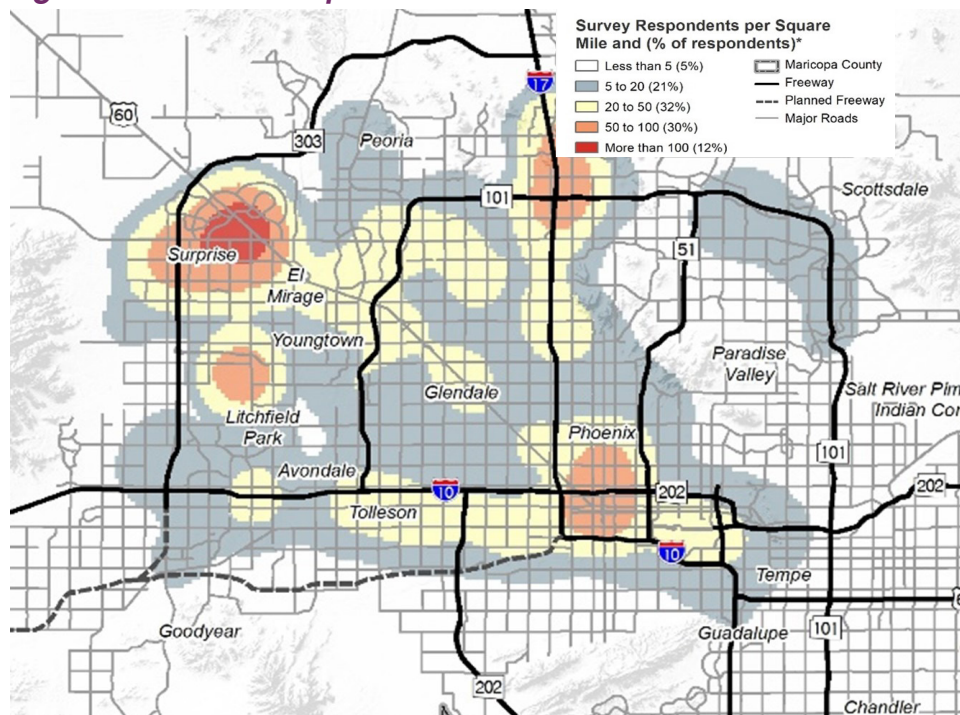 Survey Respondents per Square
Mile and (% of respondents)*
Less than 5 (5%)
5 to 20 (21%)
20 to 50 (32%)
50 to 100 (30%)
More than 100 (12%)
Maricopa County
Freeway
Planned Freeway
Major Roads
17
60
303
Peoria
101
Scottsdale
51
Surprise
El
Mirage
Youngtown
Paradise
Valley
Glendale
Salt River Pim
Indian Cor
Litchfield
Park
Phoenix
101
Avondale
10
202
202
Tolleson
10
Tempe
Goodyear
Guadalupe
101
202
Chandler